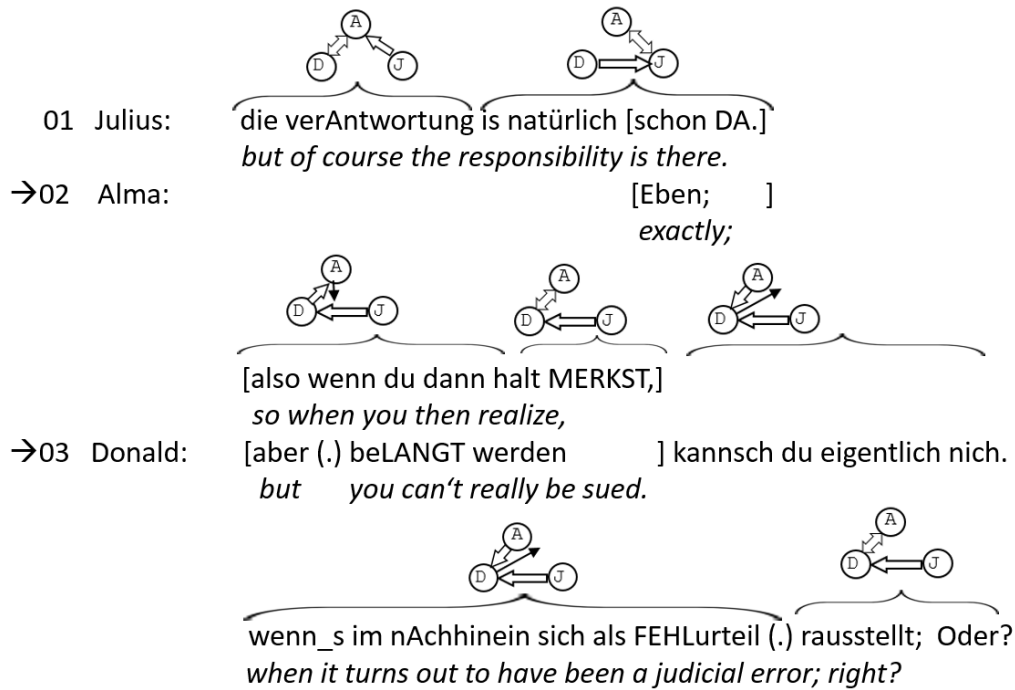 A A
D J D J
01 Julius: die verAntwortung is natürlich [schon DA.]
but of course the responsibility is there.
→02 Alma: [Eben; ]
exactly;
A A A
D J D J D J
[also wenn du dann halt MERKST,]
so when you then realize,
→03 Donald: [aber (.) beLANGT werden ] kannsch du eigentlich nich.
but you can't really be sued.
A A
D J D J
wenn_s im nAchhinein sich als FEHLurteil (.) rausstellt; Oder?
when it turns out to have been a judicial error; right?